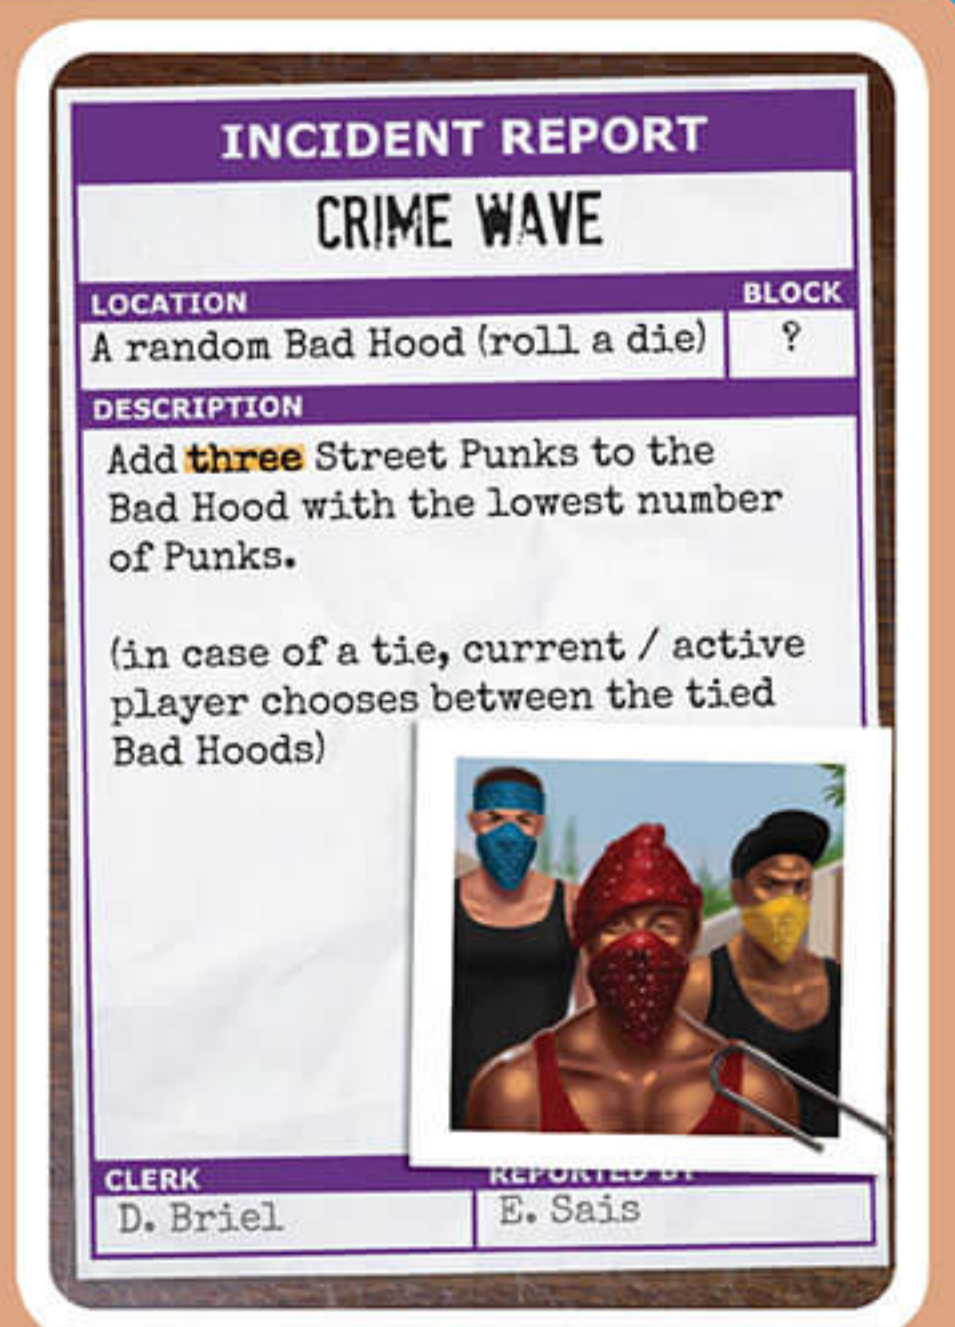 INCIDENT REPORT
CRIME WAVE
LOCATION
BLOCK
A random Bad Hood (roll a die)
?
DESCRIPTION
Add three Street Punks to the
Bad Hood with the lowest number
of Punks.
(in case of a tie, current / active
player chooses between the tied
Bad Hoods)
CLERK
REPORTED BY
D. Briel
E. Sais